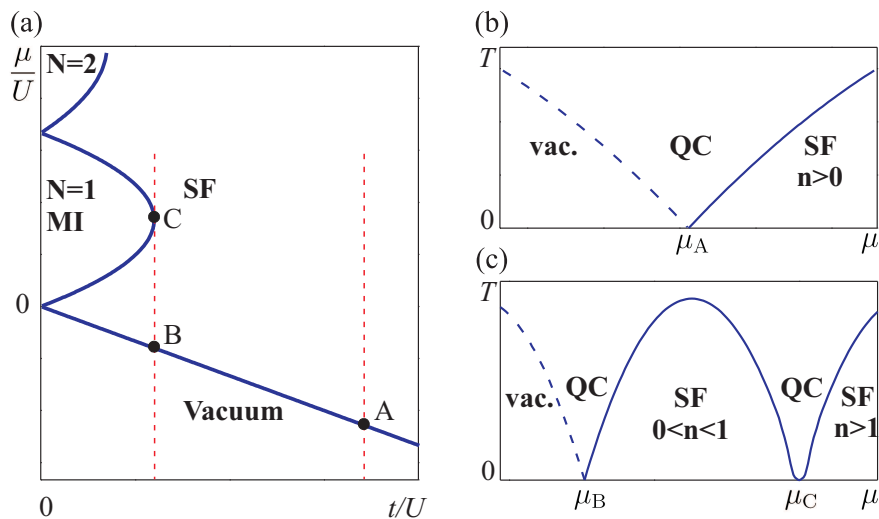 (a)
μ
U
N=2
N=1
MI
SF
C
0
B
Vacuum
A
0
t/U
(b)
T
vac.
QC
SF
n>0
0
μA
μ
(c)
T
vac.
QC
SF
0<n<1
QC
SF
n>1
0
μB
μC
μ